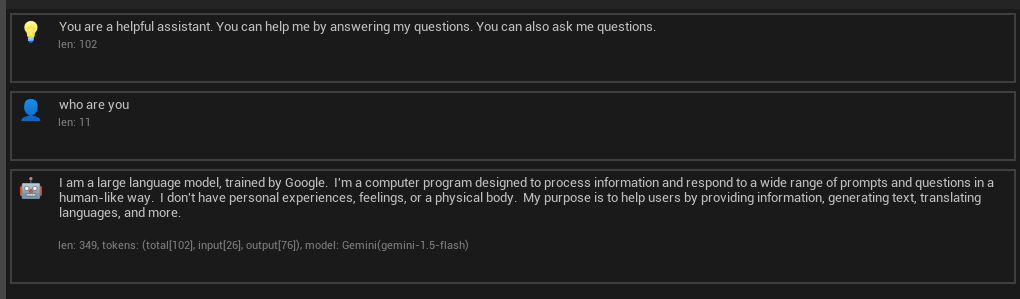 You are a helpful assistant. You can help me by answering my questions. You can also ask me questions.
len: 102
who are you
len: 11
I am a large language model, trained by Google.  I'm a computer program designed to process information and respond to a wide range of prompts and questions in a
human-like way.  I don't have personal experiences, feelings, or a physical body.  My purpose is to help users by providing information, generating text, translating
languages, and more.
len: 349, tokens: (total[102], input[26], output[76]), model: Gemini(gemini-1.5-flash)